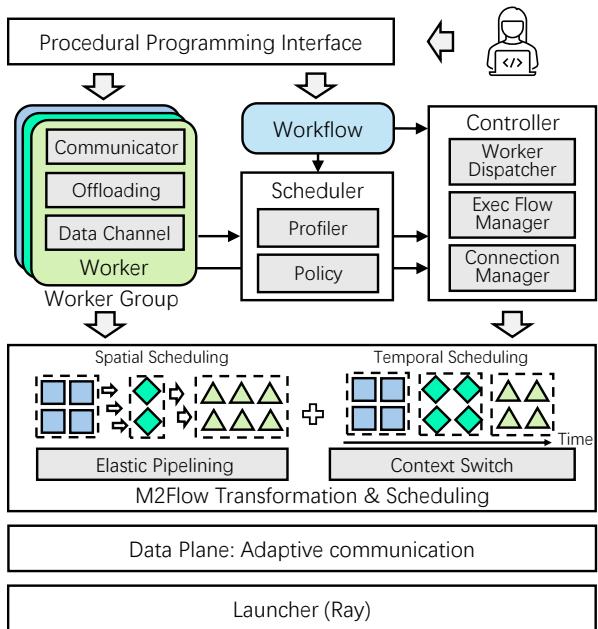 Procedural Programming Interface
</>
Communicator
Offloading
Data Channel
Worker
Worker Group
Workflow
Scheduler
Profiler
Policy
Controller
Worker
Dispatcher
Exec Flow
Manager
Connection
Manager
Spatial Scheduling
Elastic Pipelining
Temporal Scheduling
Time
Context Switch
M2Flow Transformation & Scheduling
Data Plane: Adaptive communication
Launcher (Ray)